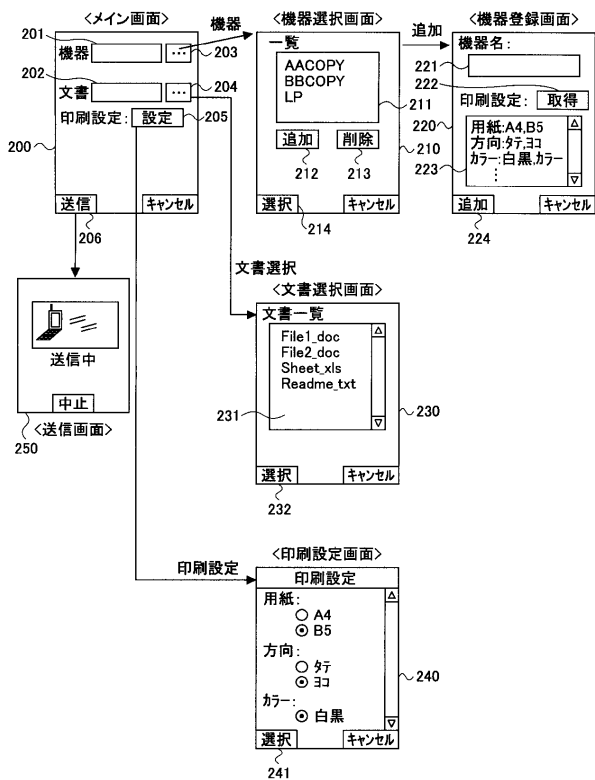 <メイン画面>
201
機器 ... 203
202
文書 ... 204
印刷設定: 設定 205
200
送信 キャンセル
206
機器
<機器選択画面>
一覧
AACOPY
BBCOPY
LP
211
追加 削除
212 213
210
選択 キャンセル
214
追加
<機器登録画面>
機器名:
221
222
印刷設定: 取得
220
用紙:A4,B5
方向:タテ,ヨコ
カラー:白黒,カラー
⋮
223
追加 キャンセル
224
送信中
中止
250
<送信画面>
文書選択
<文書選択画面>
文書一覧
File1_doc
File2_doc
Sheet_xls
Readme_txt
231
230
選択 キャンセル
232
印刷設定
<印刷設定画面>
印刷設定
用紙:
A4
B5
方向:
タテ
ヨコ
240
カラー:
白黒
選択 キャンセル
241